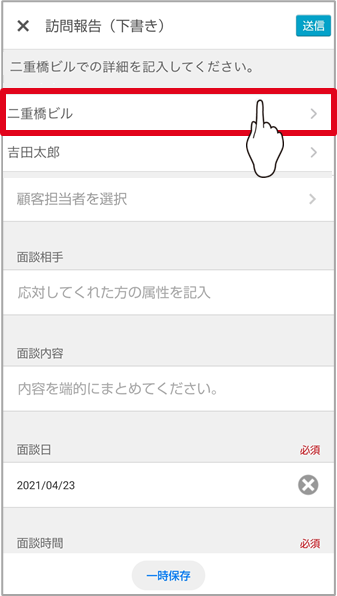 訪問報告（下書き）
送信
二重橋ビルでの詳細を記入してください。
二重橋ビル
吉田太郎
顧客担当者を選択
面談相手
応対してくれた方の属性を記入
面談内容
内容を端的にまとめてください。
面談日 必須
2021/04/23
面談時間 必須
一時保存